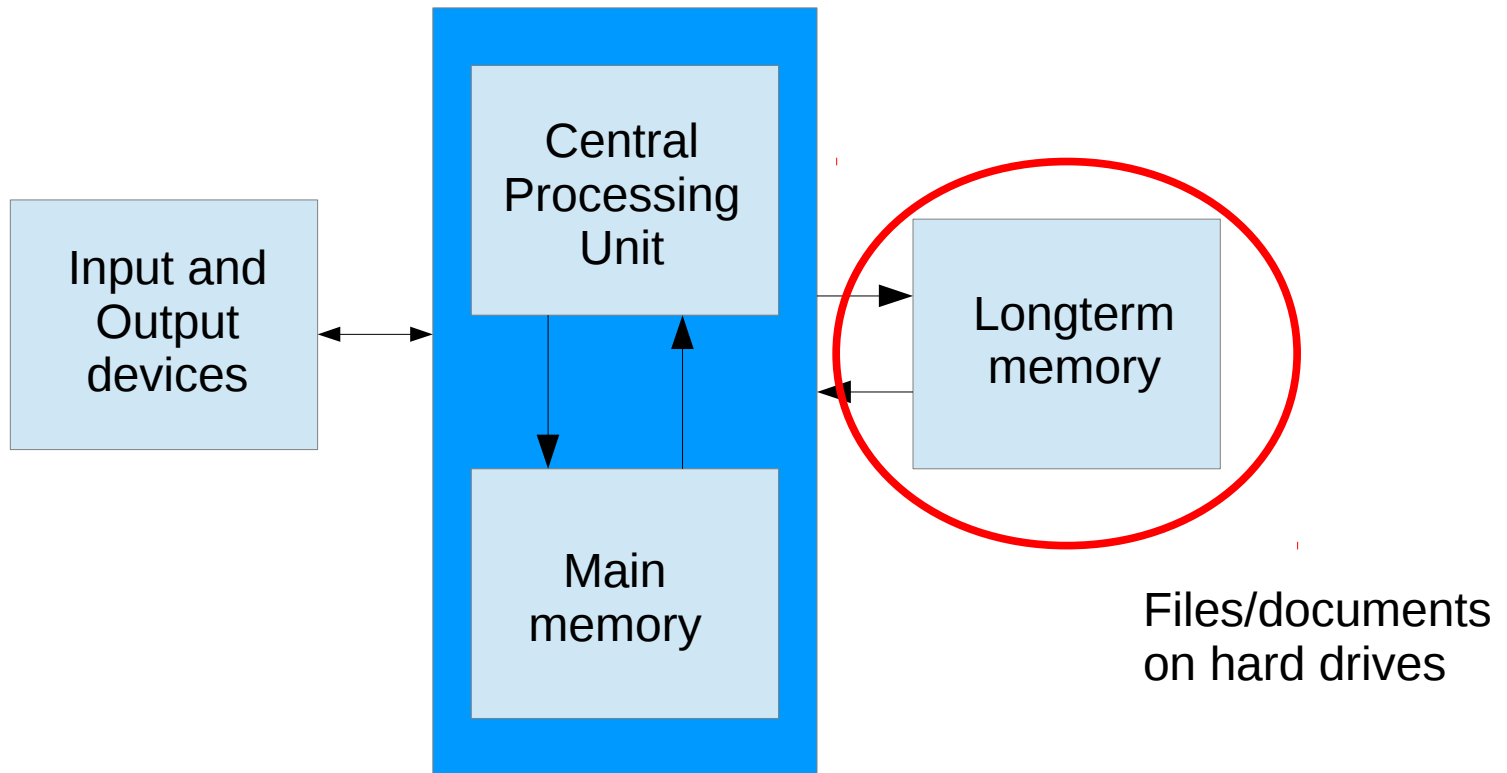 Input and
Output
devices
Central
Processing
Unit
Main
memory
Longterm
memory
Files/documents
on hard drives